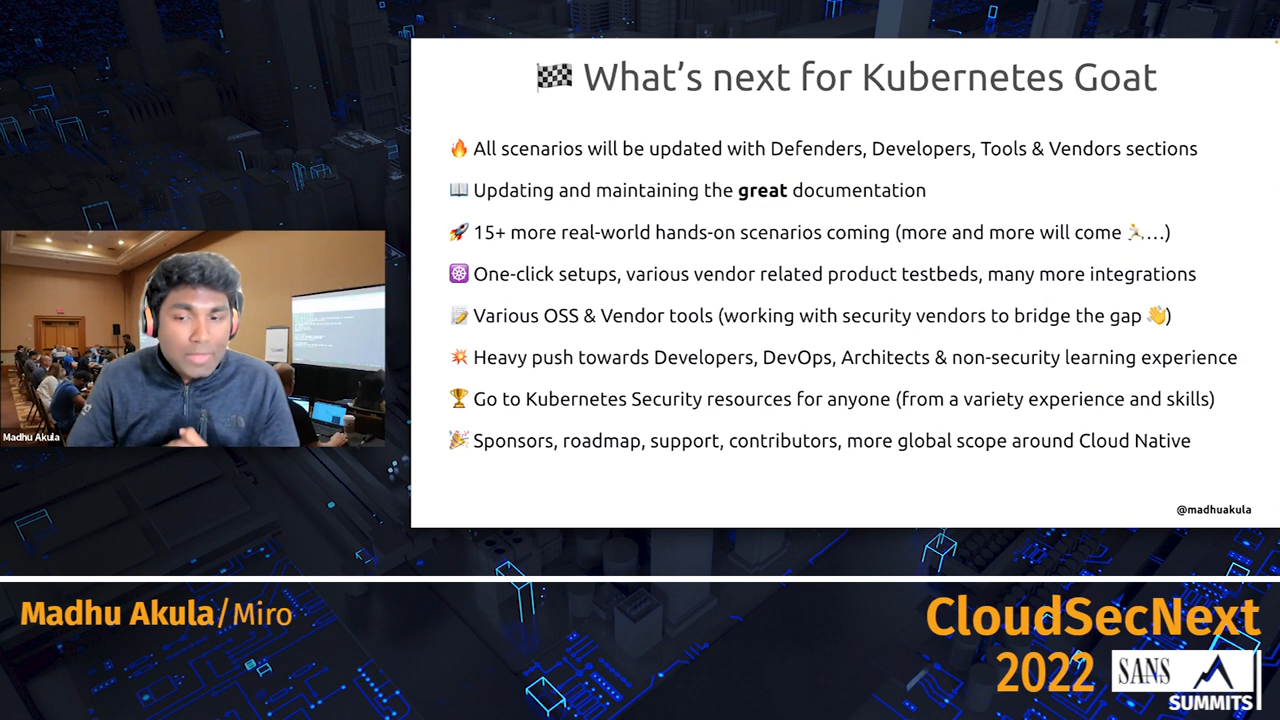 🏁 What's next for Kubernetes Goat
🔥 All scenarios will be updated with Defenders, Developers, Tools & Vendors sections
📖 Updating and maintaining the great documentation
🚀 15+ more real-world hands-on scenarios coming (more and more will come 🏃....)
☸️ One-click setups, various vendor related product testbeds, many more integrations
📝 Various OSS & Vendor tools (working with security vendors to bridge the gap 👋)
💥 Heavy push towards Developers, DevOps, Architects & non-security learning experience
🏆 Go to Kubernetes Security resources for anyone (from a variety experience and skills)
🎉 Sponsors, roadmap, support, contributors, more global scope around Cloud Native
@madhuakula
Madhu Akula
Madhu Akula/Miro
CloudSecNext
2022
SANS
SUMMITS